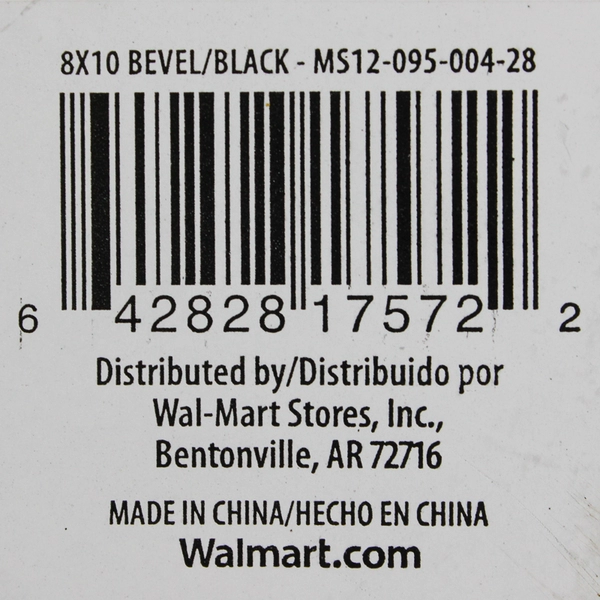 8X10 BEVEL/BLACK - MS12-095-004-28
6 42828 17572 2
Distributed by/Distribuido por
Wal-Mart Stores, Inc.,
Bentonville, AR 72716
MADE IN CHINA/HECHO EN CHINA
Walmart.com